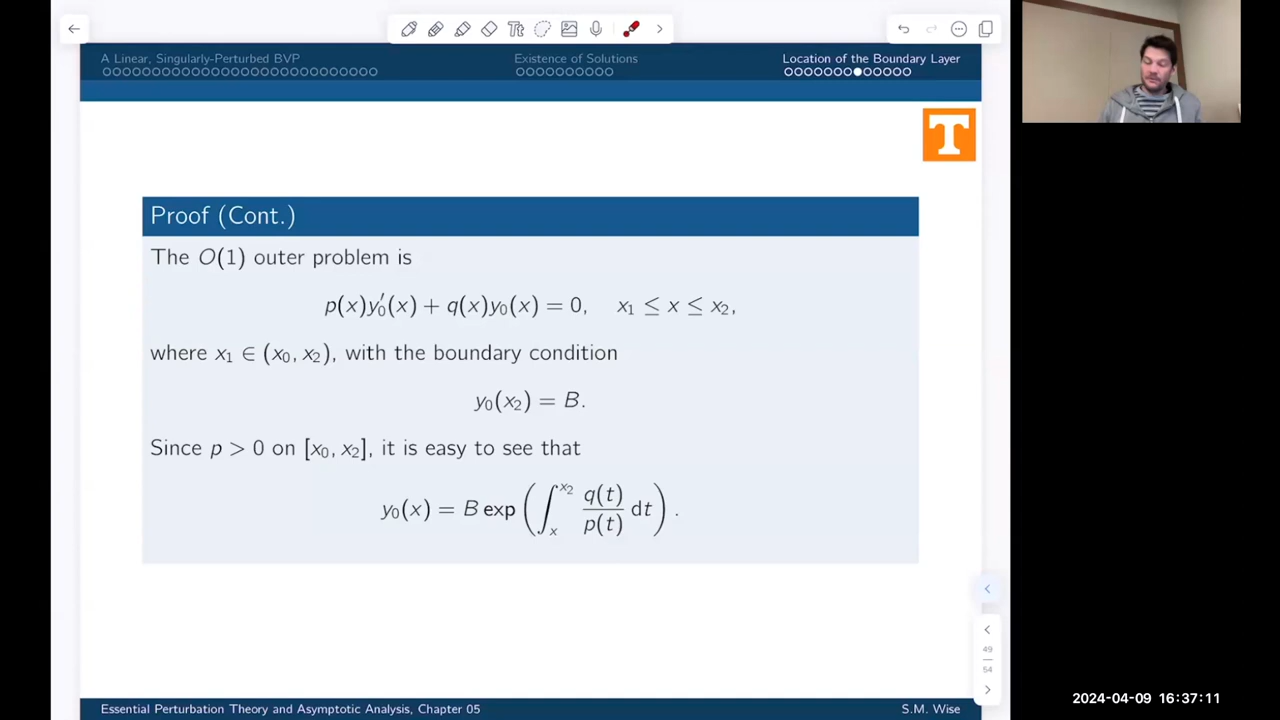 Tt
A Linear, Singularly-Perturbed BVP
Existence of Solutions
Location of the Boundary Layer
T
Proof (Cont.)
The O(1) outer problem is
p(x)y₀′(x) + q(x)y₀(x) = 0, x₁ ≤ x ≤ x₂,
where x₁ ∈ (x₀, x₂), with the boundary condition
y₀(x₂) = B.
Since p > 0 on [x₀, x₂], it is easy to see that
y₀(x) = B exp(∫ₓ^x₂ q(t)/p(t) dt).
49
54
Essential Perturbation Theory and Asymptotic Analysis, Chapter 05
S.M. Wise
2024-04-09 16:37:11